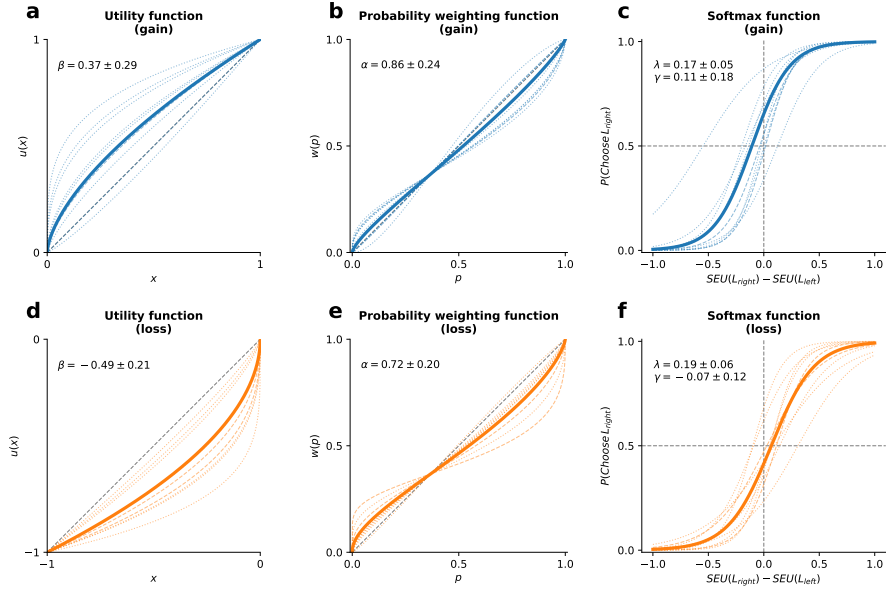 a
Utility function
(gain)
1
β = 0.37 ± 0.29
u(x)
0
0
1
x
b
Probability weighting function
(gain)
1.0
α = 0.86 ± 0.24
0.5
w(p)
0.0
0.0 0.5 1.0
p
c
Softmax function
(gain)
1.0
λ = 0.17 ± 0.05
γ = 0.11 ± 0.18
0.5
P(Choose L_right)
0.0
−1.0 −0.5 0.0 0.5 1.0
SEU(L_right) − SEU(L_left)
d
Utility function
(loss)
0
β = −0.49 ± 0.21
u(x)
−1
−1 0
x
e
Probability weighting function
(loss)
1.0
α = 0.72 ± 0.20
0.5
w(p)
0.0
0.0 0.5 1.0
p
f
Softmax function
(loss)
1.0
λ = 0.19 ± 0.06
γ = −0.07 ± 0.12
0.5
P(Choose L_right)
0.0
−1.0 −0.5 0.0 0.5 1.0
SEU(L_right) − SEU(L_left)